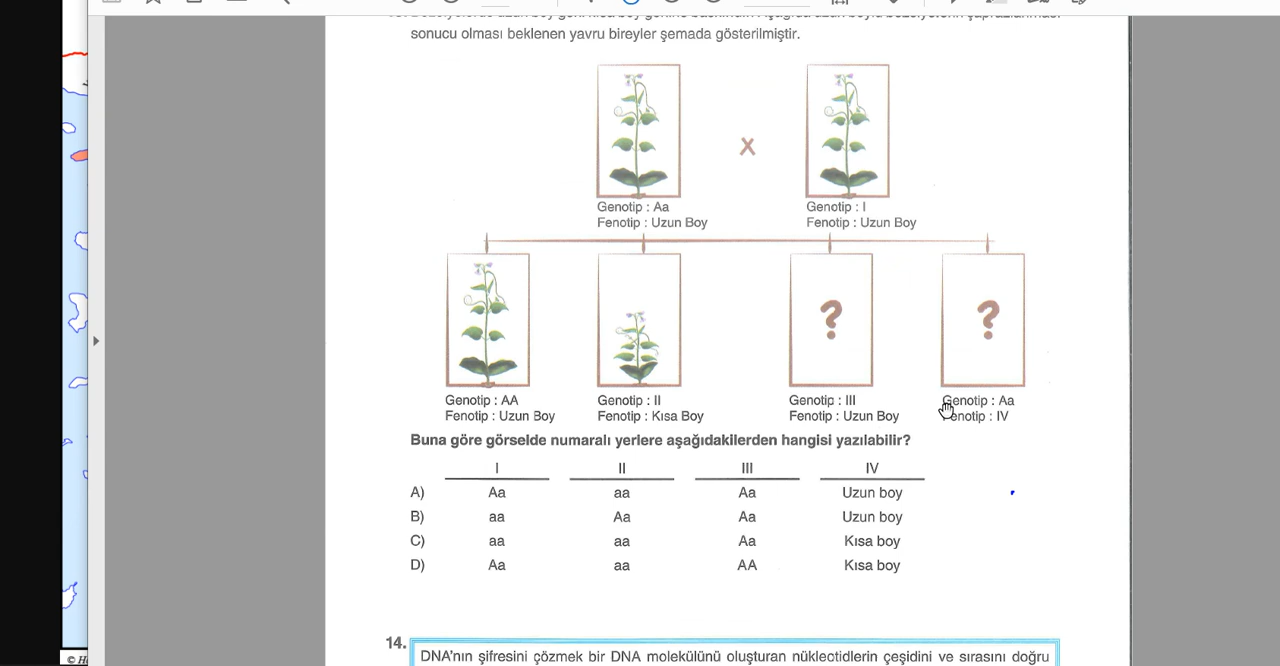 sonucu olması beklenen yavru bireyler şemada gösterilmiştir.
X
Genotip : Aa
Fenotip : Uzun Boy
Genotip : I
Fenotip : Uzun Boy
?
?
Genotip : AA
Fenotip : Uzun Boy
Genotip : II
Fenotip : Kısa Boy
Genotip : III
Fenotip : Uzun Boy
Genotip : Aa
Fenotip : IV
Buna göre görselde numaralı yerlere aşağıdakilerden hangisi yazılabilir?
I II III IV
A) Aa aa Aa Uzun boy
B) aa Aa Aa Uzun boy
C) aa aa Aa Kısa boy
D) Aa aa AA Kısa boy
14.
DNA'nın şifresini çözmek bir DNA molekülünü oluşturan nüklectidlerin çeşidini ve sırasını doğru